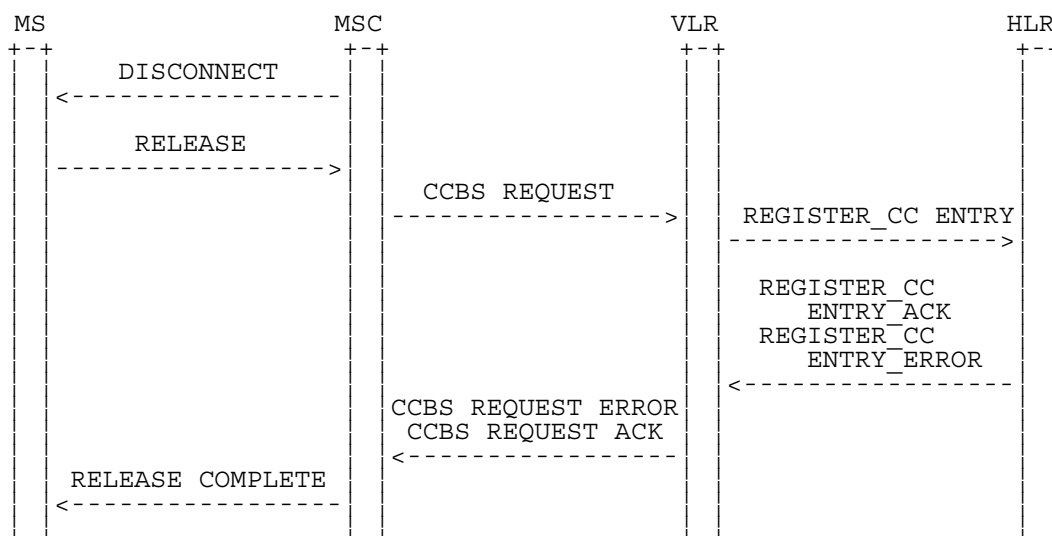 MS MSC VLR HLR
DISCONNECT
RELEASE
CCBS REQUEST
REGISTER_CC ENTRY
REGISTER_CC
ENTRY_ACK
REGISTER_CC
ENTRY_ERROR
CCBS REQUEST ERROR
CCBS REQUEST ACK
RELEASE COMPLETE